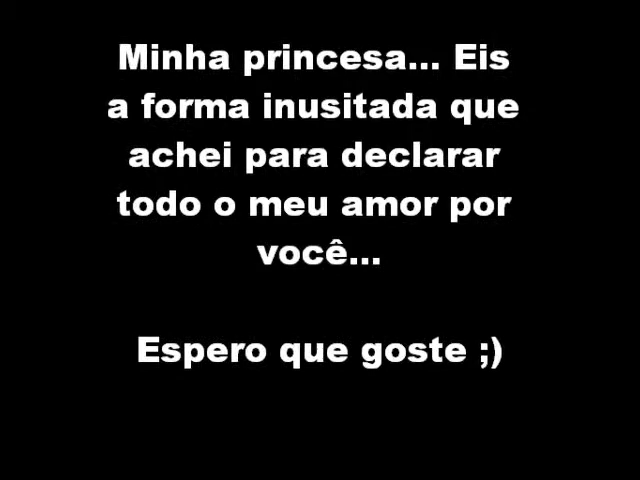 Minha princesa... Eis
a forma inusitada que
achei para declarar
todo o meu amor por
você...
Espero que goste ;)